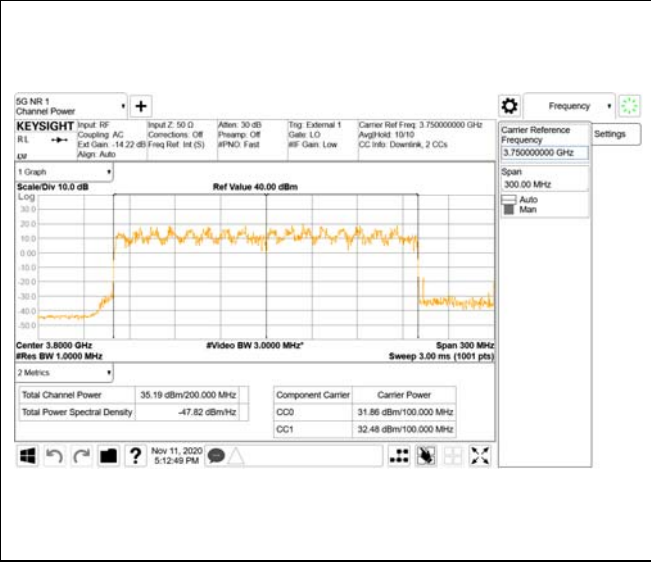 5G NR 1
Channel Power
Frequency
KEYSIGHT
RL
Input: RF
Coupling: AC
Ext Gain: -14.22 dB
Align: Auto
Input Z: 50 Ω
Corrections: Off
Freq Ref: Int (S)
Atten: 30 dB
Preamp: Off
#PNO: Fast
Trig: External 1
Gate: LO
#IF Gain: Low
Carrier Ref Freq: 3.750000000 GHz
Avg|Hold: 10/10
CC Info: Downlink, 2 CCs
Carrier Reference
Frequency
3.750000000 GHz
Settings
Span
300.00 MHz
Auto
Man
1 Graph
Scale/Div 10.0 dB
Ref Value 40.00 dBm
Log
30.0
20.0
10.0
0.00
-10.0
-20.0
-30.0
-40.0
-50.0
Center 3.8000 GHz
#Video BW 3.0000 MHz*
Span 300 MHz
#Res BW 1.0000 MHz
Sweep 3.00 ms (1001 pts)
2 Metrics
Total Channel Power 35.19 dBm/200.000 MHz
Total Power Spectral Density -47.82 dBm/Hz
Component Carrier Carrier Power
CC0 31.86 dBm/100.000 MHz
CC1 32.48 dBm/100.000 MHz
?
Nov 11, 2020
5:12:49 PM